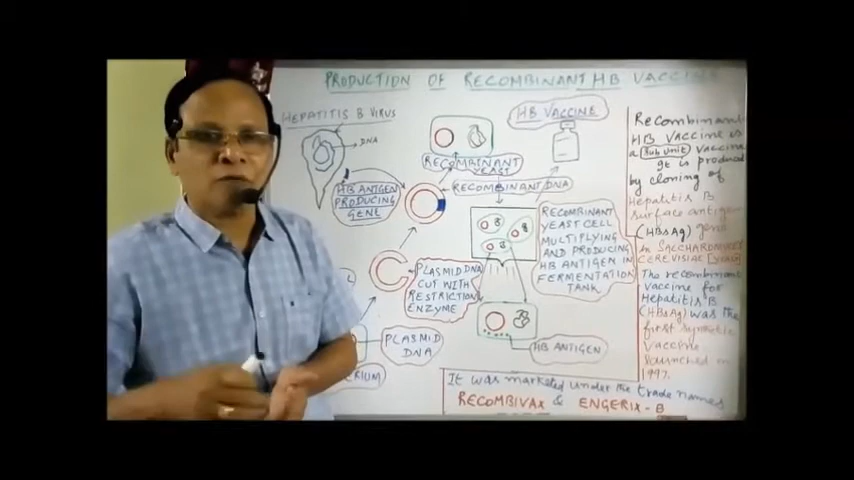 PRODUCTION OF RECOMBINANT HB VACCINES
HEPATITIS B VIRUS
DNA
HB ANTIGEN
PRODUCING
GENE
RECOMBINANT
YEAST
HB VACCINE
RECOMBINANT DNA
PLASMID DNA
CUT WITH
RESTRICTION
ENZYME
PLASMID
DNA
RECOMBINANT
YEAST CELL
MULTIPLYING
AND PRODUCING
HB ANTIGEN IN
FERMENTATION
TANK
HB ANTIGEN
Recombinant
HB VACCINE is
a Sub unit vaccine
It is produced
by cloning of
Hepatitis B
surface antigen
(HBsAg) gene
in SACCHAROMYCES
CEREVISIAE [yeast]
The recombinant
vaccine for
Hepatitis B
(HBsAg) was the
first synthetic
vaccine
launched in
1997.
It was marketed under the trade names
RECOMBIVAX & ENGERIX-B